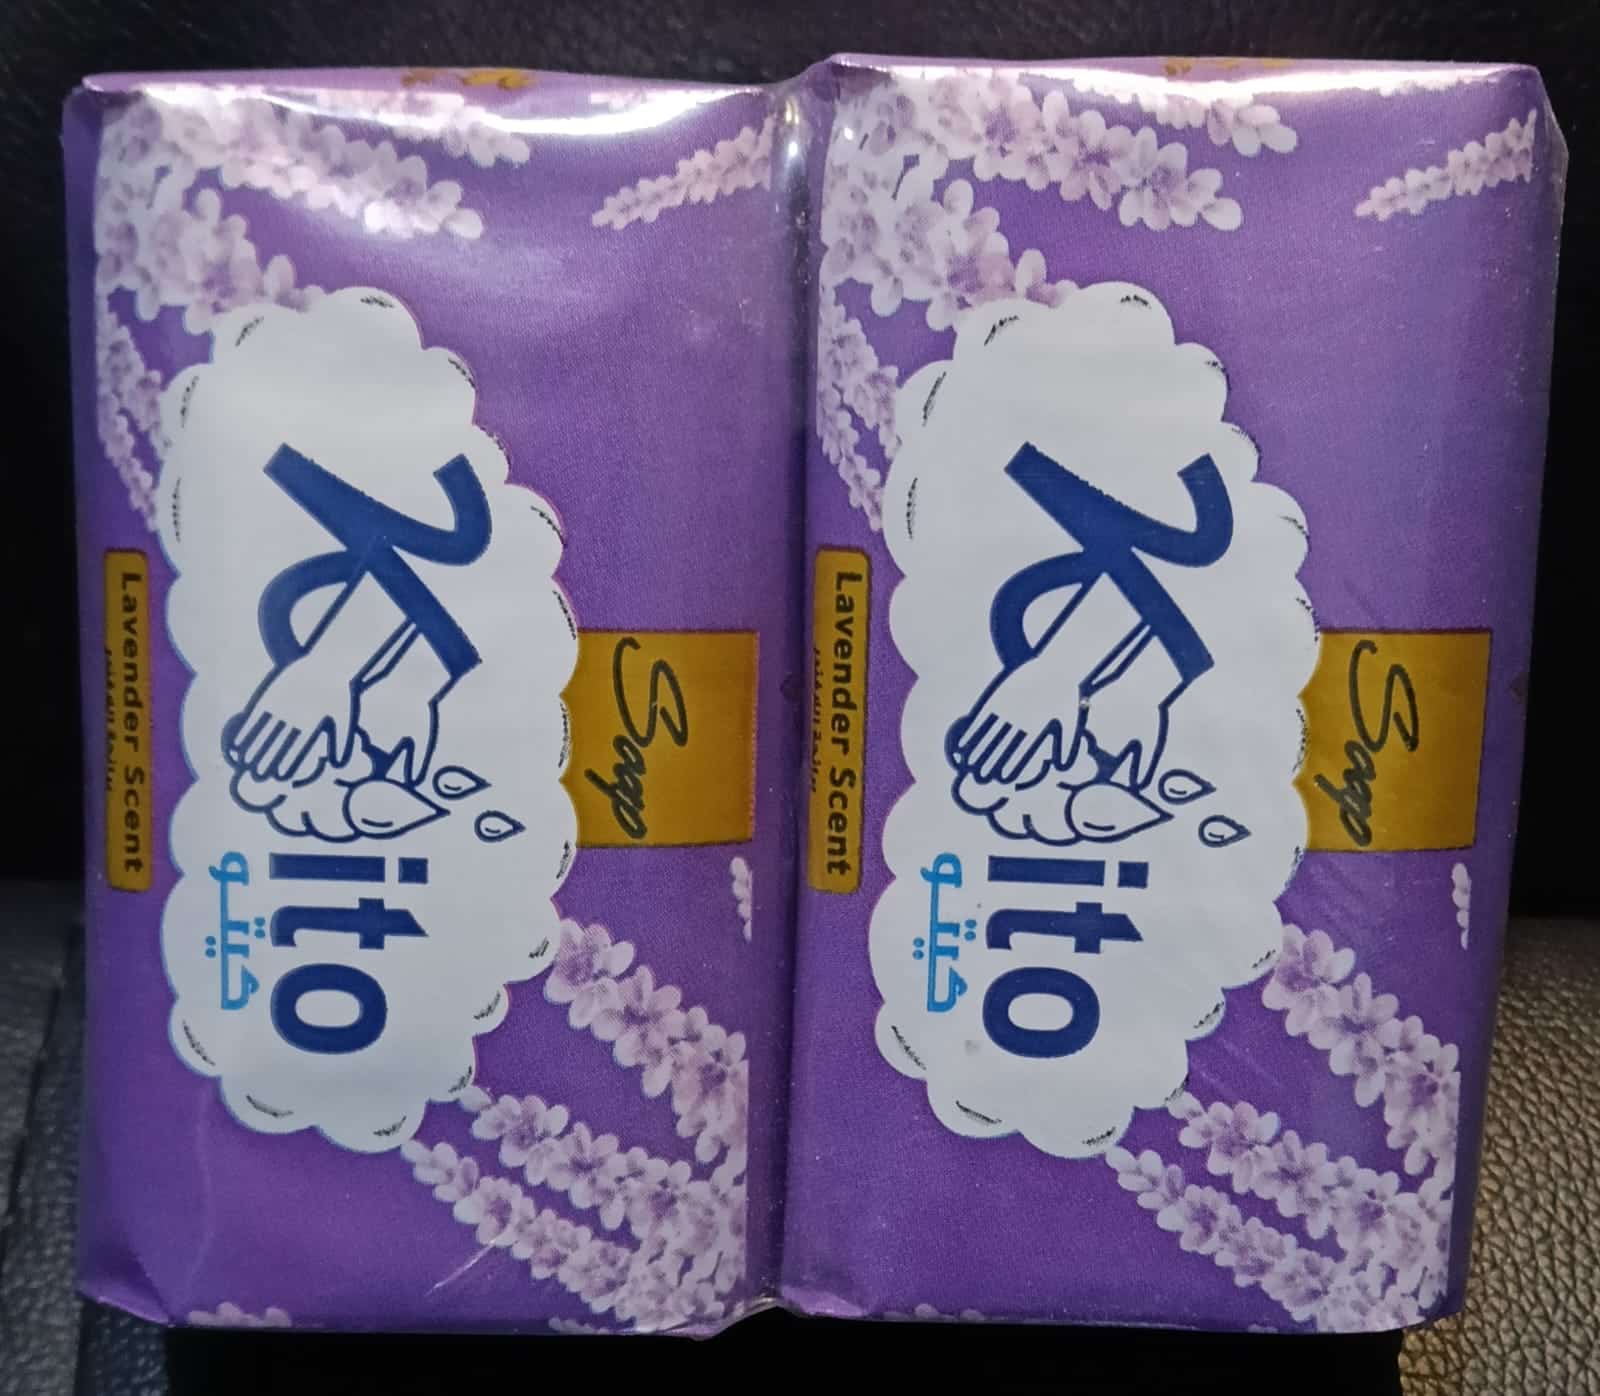 Soap
Kito
كيتو
Lavender Scent
Soap
Kito
كيتو
Lavender Scent